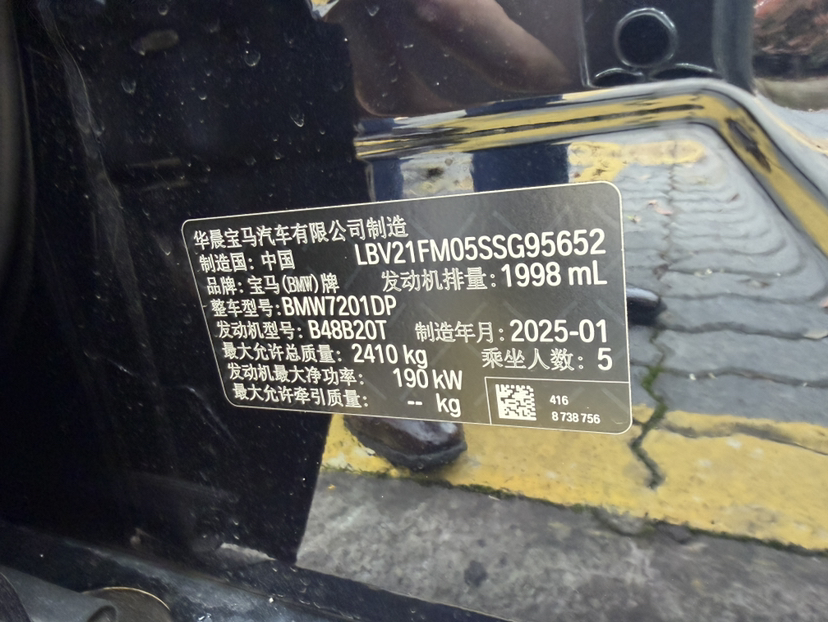 华晨宝马汽车有限公司制造
制造国：中国 LBV21FM05SSG95652
品牌：宝马(BMW)牌 发动机排量：1998 mL
整车型号：BMW7201DP
发动机型号：B48B20T 制造年月：2025-01
最大允许总质量：2410 kg 乘坐人数：5
发动机最大净功率： 190 kW
最大允许牵引质量： -- kg
416
8 738 756